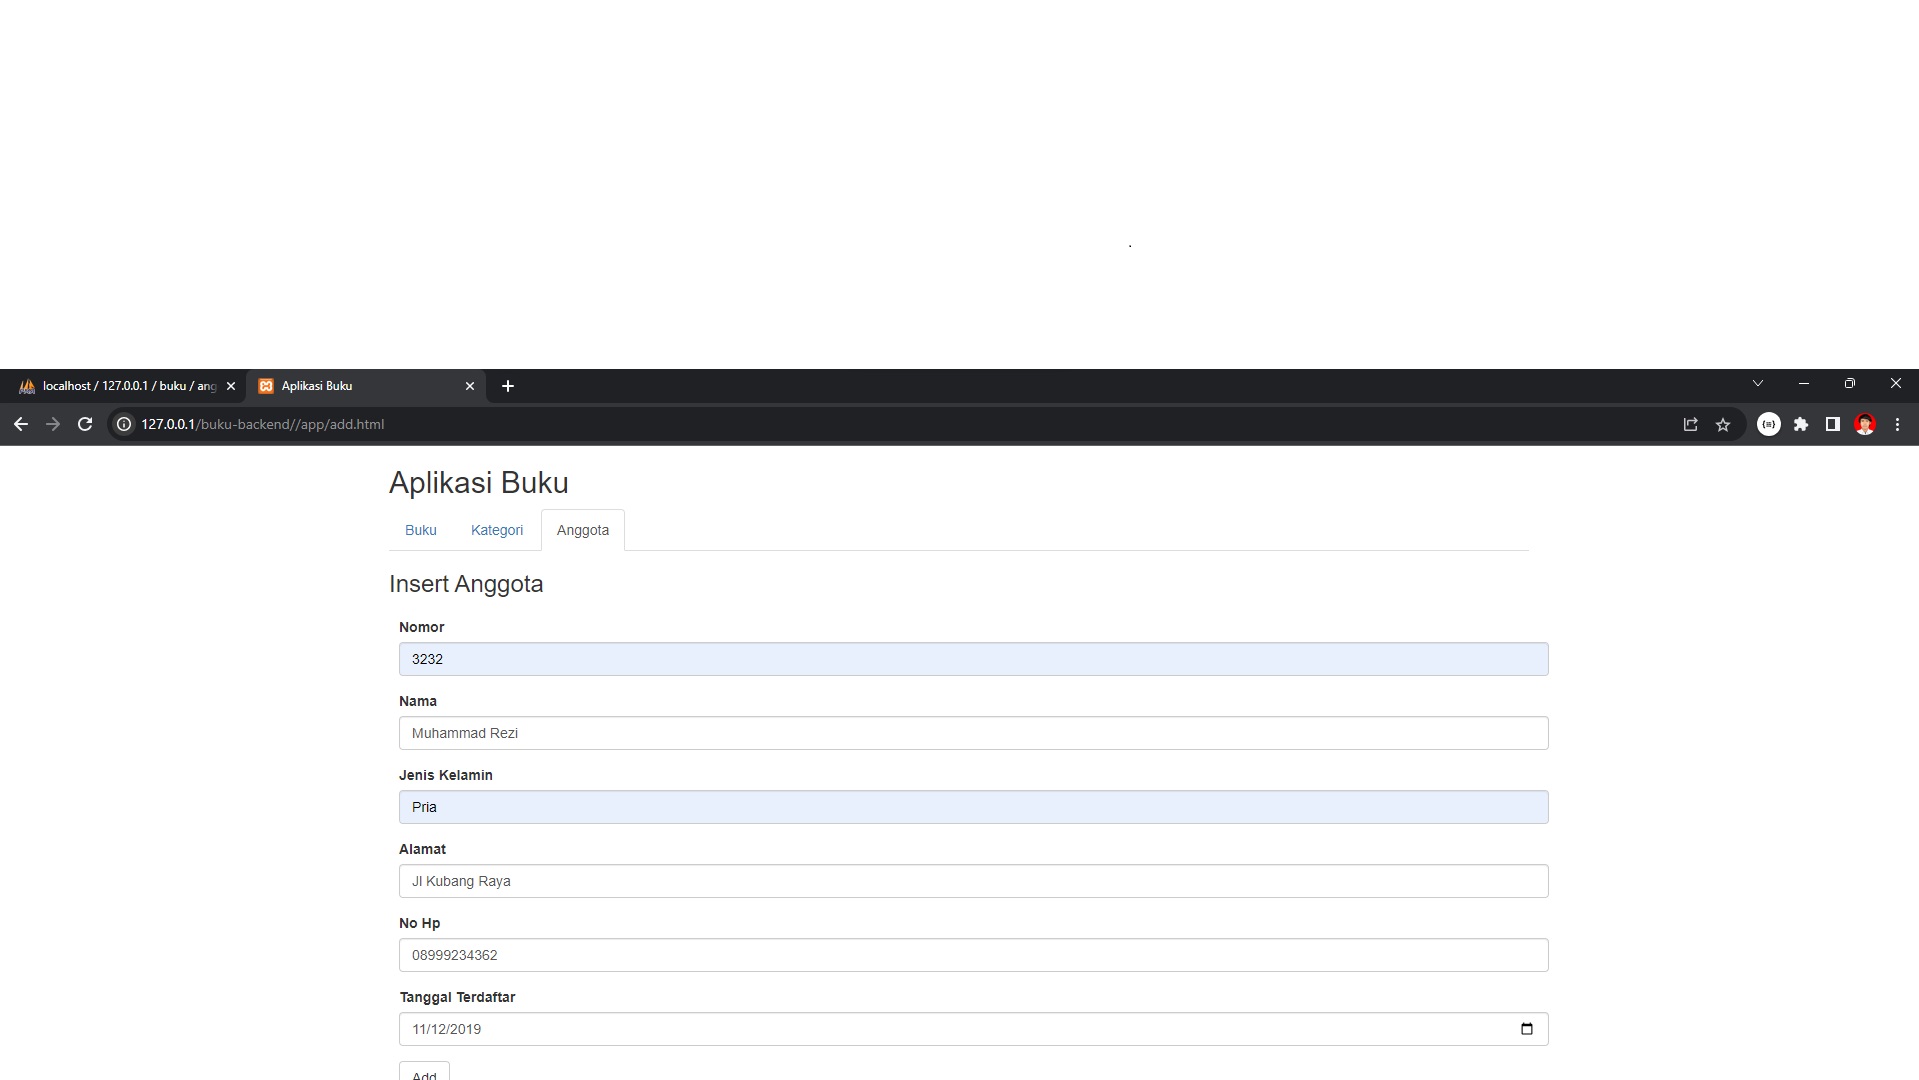 localhost / 127.0.0.1 / buku / ang
Aplikasi Buku
127.0.0.1/buku-backend//app/add.html
Aplikasi Buku
Buku
Kategori
Anggota
Insert Anggota
Nomor
3232
Nama
Muhammad Rezi
Jenis Kelamin
Pria
Alamat
Jl Kubang Raya
No Hp
08999234362
Tanggal Terdaftar
11/12/2019
Add